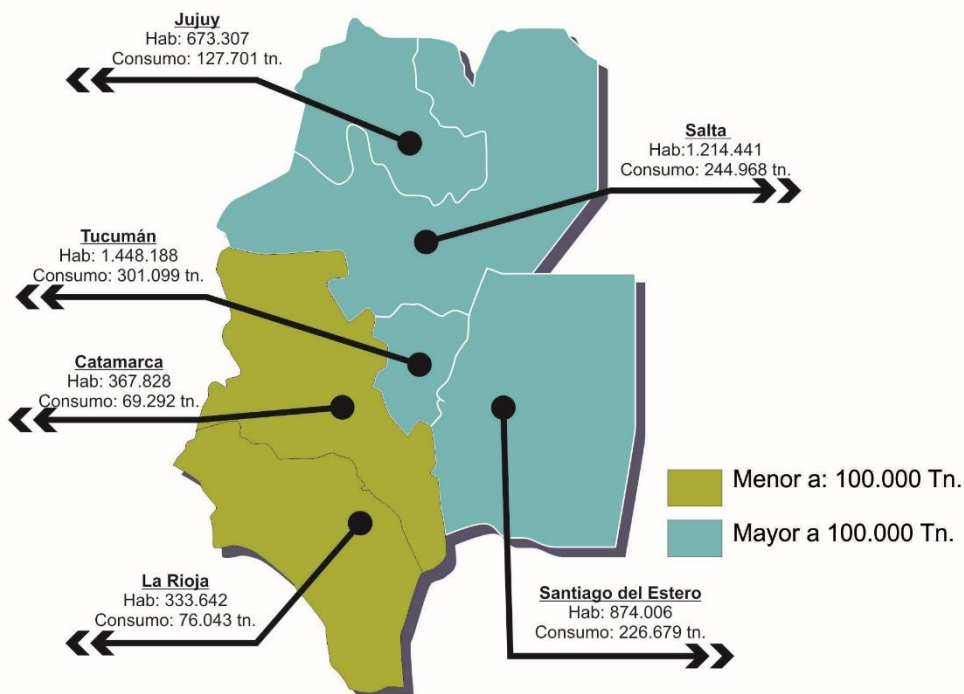 Jujuy
Hab: 673.307
Consumo: 127.701 tn.
Salta
Hab:1.214.441
Consumo: 244.968 tn.
Tucumán
Hab: 1.448.188
Consumo: 301.099 tn.
Catamarca
Hab: 367.828
Consumo: 69.292 tn.
Menor a: 100.000 Tn.
Mayor a 100.000 Tn.
La Rioja
Hab: 333.642
Consumo: 76.043 tn.
Santiago del Estero
Hab: 874.006
Consumo: 226.679 tn.